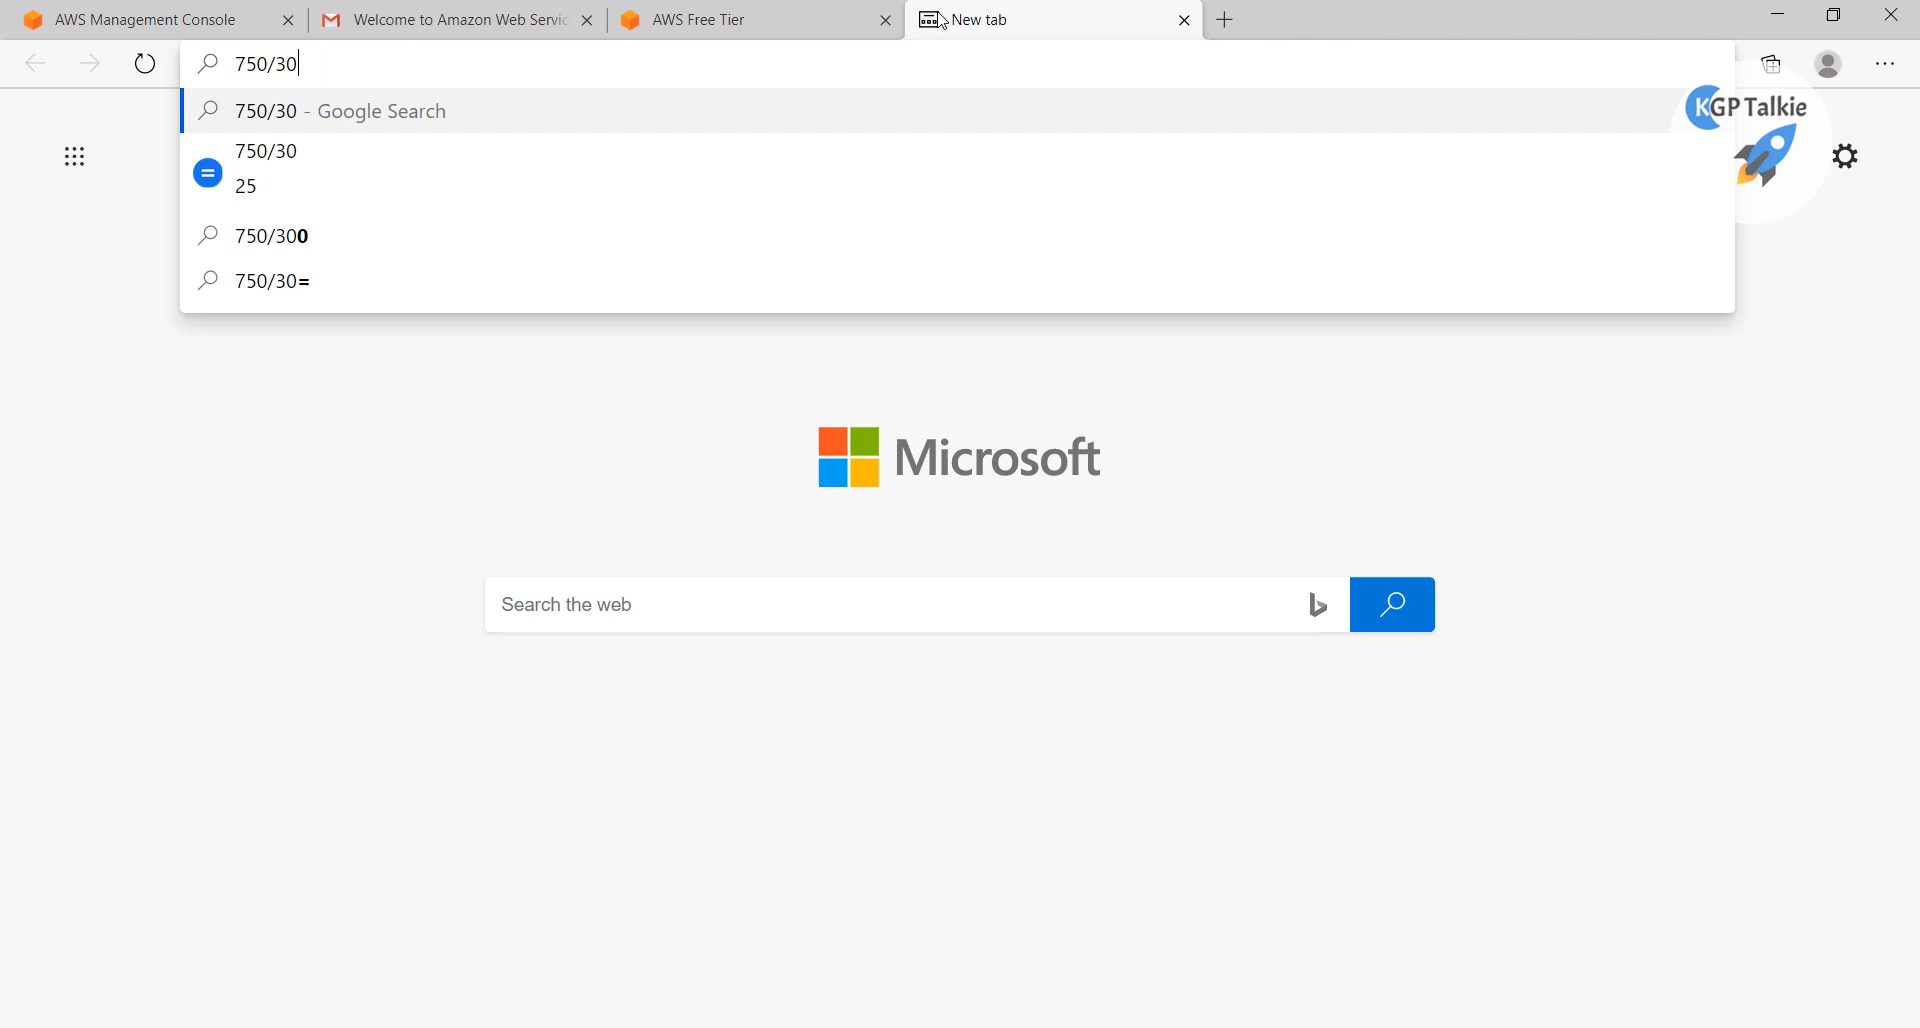 AWS Management Console
Welcome to Amazon Web Servic
AWS Free Tier
New tab
750/30
750/30 - Google Search
KGP Talkie
750/30
25
750/300
750/30=
Microsoft
Search the web